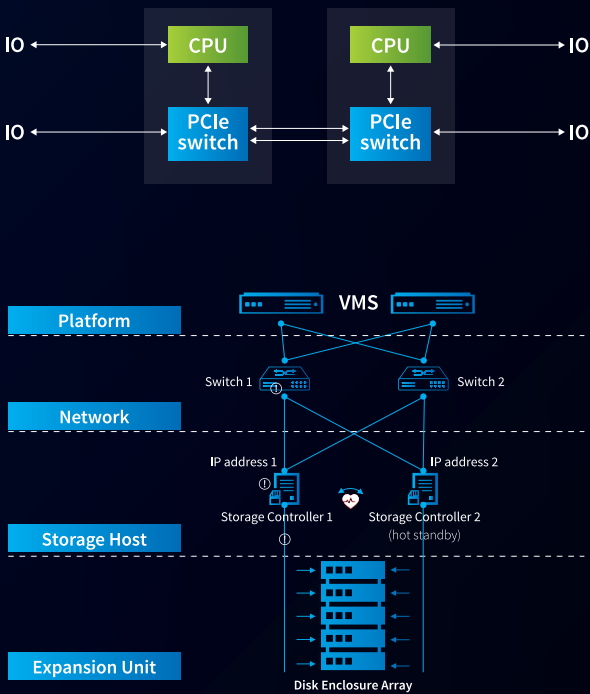 IO
CPU
CPU
IO
IO
PCIe
switch
PCIe
switch
IO
VMS
Platform
Switch 1
Switch 2
Network
IP address 1
IP address 2
Storage Controller 1
Storage Controller 2
(hot standby)
Storage Host
Expansion Unit
Disk Enclosure Array